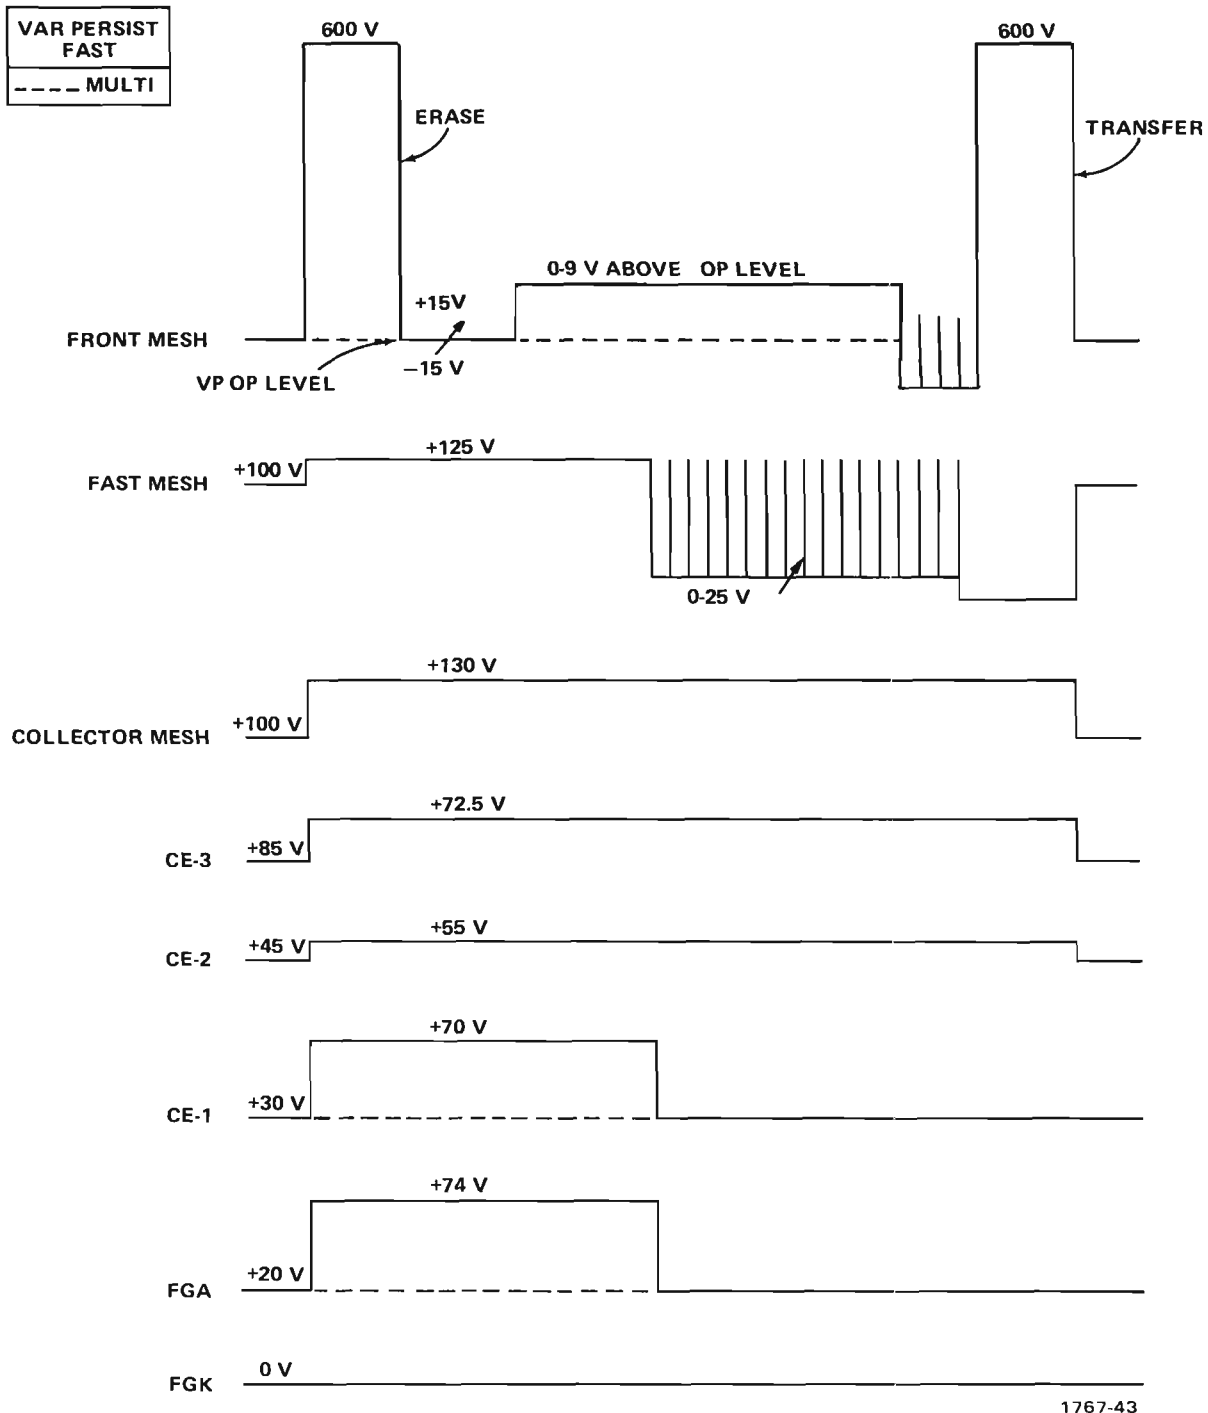 VAR PERSIST
FAST
---- MULTI
600 V
600 V
ERASE
TRANSFER
0-9 V ABOVE OP LEVEL
+15V
FRONT MESH
–15 V
VP OP LEVEL
+125 V
+100 V
FAST MESH
0-25 V
+130 V
+100 V
COLLECTOR MESH
+72.5 V
+85 V
CE-3
+55 V
+45 V
CE-2
+70 V
+30 V
CE-1
+74 V
+20 V
FGA
0 V
FGK
1767-43